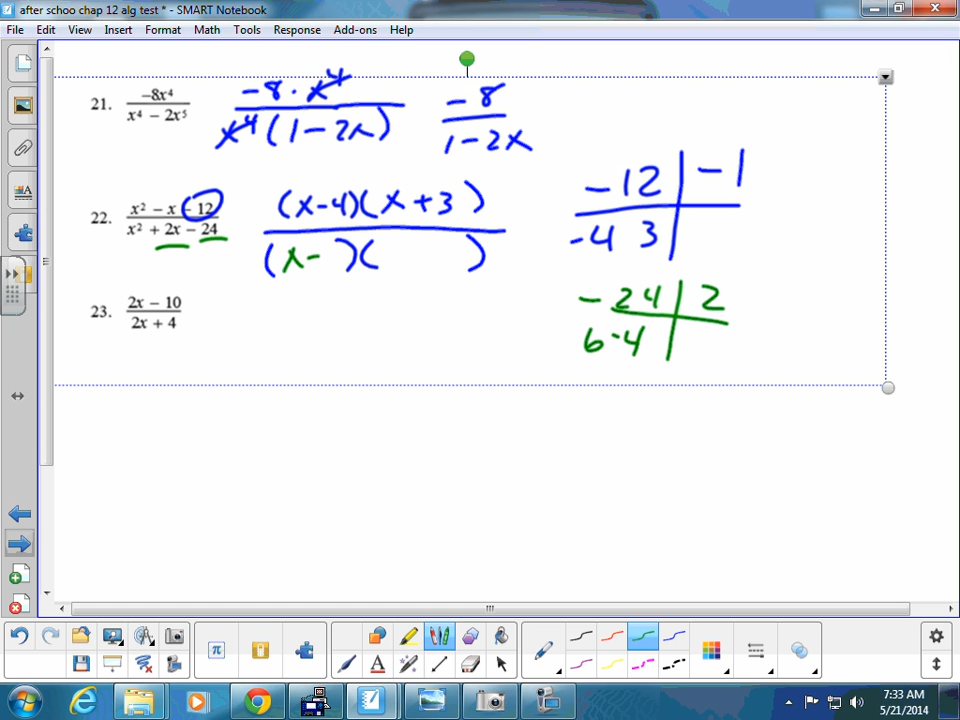 after schoo chap 12 alg test * - SMART Notebook
File Edit View Insert Format Math Tools Response Add-ons Help
21. −8x⁴ / x⁴ − 2x⁵
-8 · x⁴ / x⁴(1-2x)
-8 / 1-2x
22. x² − x − 12 / x² + 2x − 24
(x-4)(x+3) / (x- )( )
-12 | -1
-4 3
-24 | 2
6 -4
23. 2x − 10 / 2x + 4
7:33 AM
5/21/2014